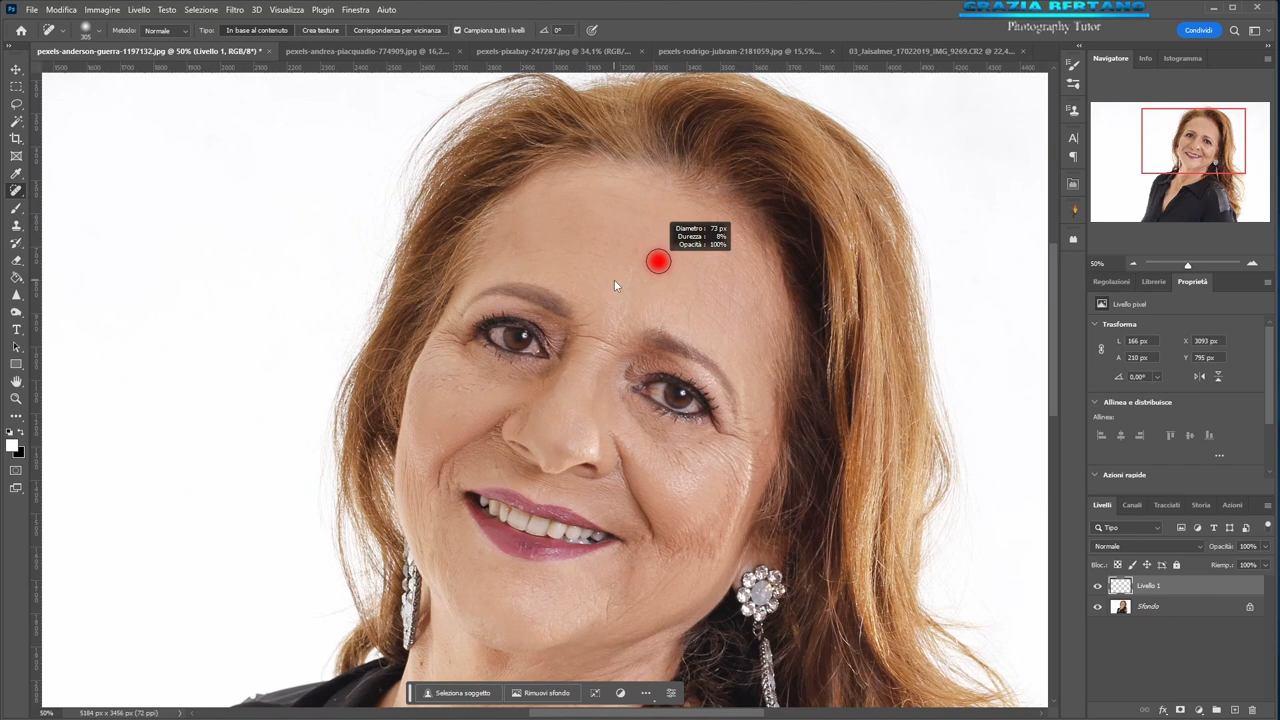 Ps File Modifica Immagine Livello Testo Selezione Filtro 3D Visualizza Plugin Finestra Aiuto
GRAZIA BERTANO
Photography Tutor
305
Metodo: Normale
Tipo: In base al contenuto Crea texture Corrispondenza per vicinanza
Campiona tutti i livelli
0°
Condividi
pexels-anderson-guerra-1197132.jpg @ 50% (Livello 1, RGB/8*) *
pexels-andrea-piacquadio-774909.jpg @ 16,2...
pexels-pixabay-247287.jpg @ 34,1% (RGB/...
pexels-rodrigo-jubram-2181059.jpg @ 15,5%...
03_Jaisalmer_17022019_IMG_9269.CR2 @ 22,4...
Navigatore Info Istogramma
Diametro: 73 px
Durezza: 8%
Opacità: 100%
50%
Regolazioni Librerie Proprietà
Livello pixel
Trasforma
L 166 px X 3093 px
A 210 px Y 795 px
0,00°
Allinea e distribuisce
Allinea:
Azioni rapide
Livelli Canali Tracciati Storia Azioni
Tipo
Normale Opacità: 100%
Bloc.: Riemp.: 100%
Livello 1
Sfondo
Seleziona soggetto Rimuovi sfondo
50% 5184 px x 3456 px (72 ppi)